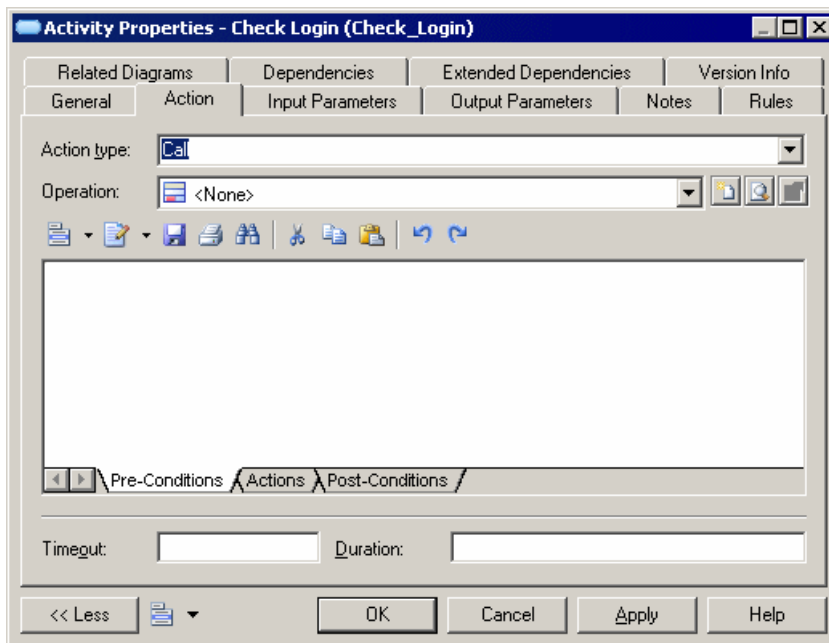 Activity Properties - Check Login (Check_Login)
Related Diagrams Dependencies Extended Dependencies Version Info
General Action Input Parameters Output Parameters Notes Rules
Action type: Cal
Operation: <None>
Pre-Conditions Actions Post-Conditions
Timeout: Duration:
<< Less OK Cancel Apply Help